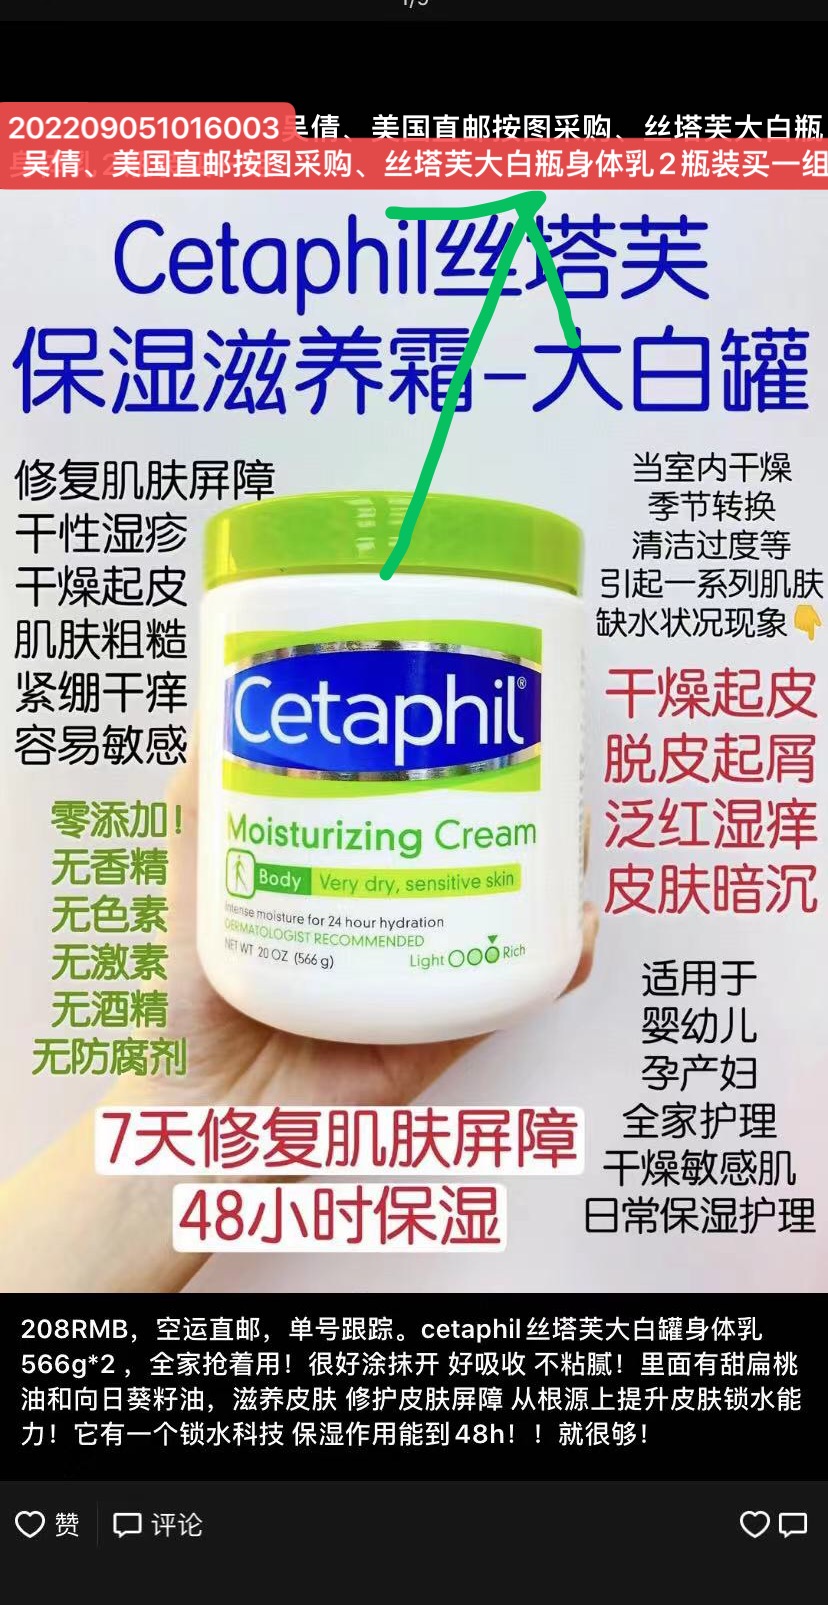 1/5
202209051016003吴倩、美国直邮按图采购、丝塔芙大白瓶
吴倩、美国直邮按图采购、丝塔芙大白瓶身体乳2瓶装买一组
Cetaphil丝塔芙
保湿滋养霜-大白罐
修复肌肤屏障
干性湿疹
干燥起皮
肌肤粗糙
紧绷干痒
容易敏感
零添加!
无香精
无色素
无激素
无酒精
无防腐剂
当室内干燥
季节转换
清洁过度等
引起一系列肌肤
缺水状况现象👇
干燥起皮
脱皮起屑
泛红湿痒
皮肤暗沉
适用于
婴幼儿
孕产妇
全家护理
干燥敏感肌
日常保湿护理
Cetaphil®
Moisturizing Cream
Body Very dry, sensitive skin
Intense moisture for 24 hour hydration
DERMATOLOGIST RECOMMENDED
NET WT 20 OZ (566 g)
Light Rich
7天修复肌肤屏障
48小时保湿
208RMB，空运直邮，单号跟踪。cetaphil丝塔芙大白罐身体乳
566g*2 ，全家抢着用！很好涂抹开 好吸收 不粘腻！里面有甜扁桃
油和向日葵籽油，滋养皮肤 修护皮肤屏障 从根源上提升皮肤锁水能
力！它有一个锁水科技 保湿作用能到48h！！就很够！
赞 评论